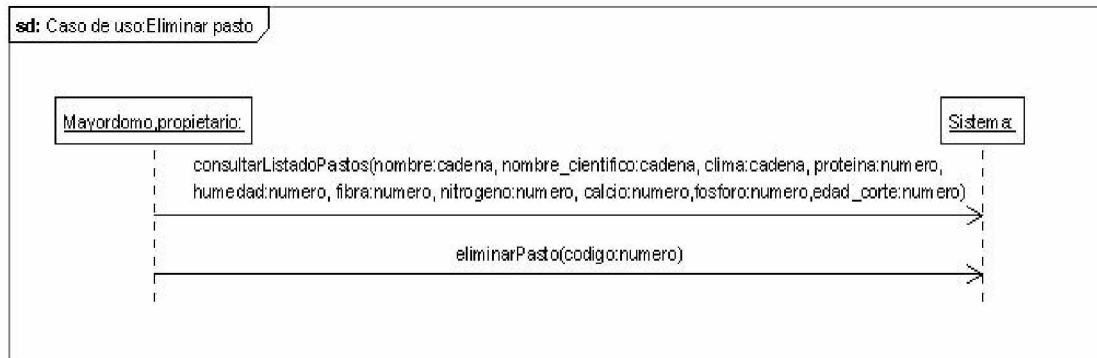 sd: Caso de uso:Eliminar pasto
Mayordomo,propietario:
Sistema:
consultarListadoPastos(nombre:cadena, nombre_cientifico:cadena, clima:cadena, proteina:numero,
humedad:numero, fibra:numero, nitrogeno:numero, calcio:numero,fosforo:numero,edad_corte:numero)
eliminarPasto(codigo:numero)